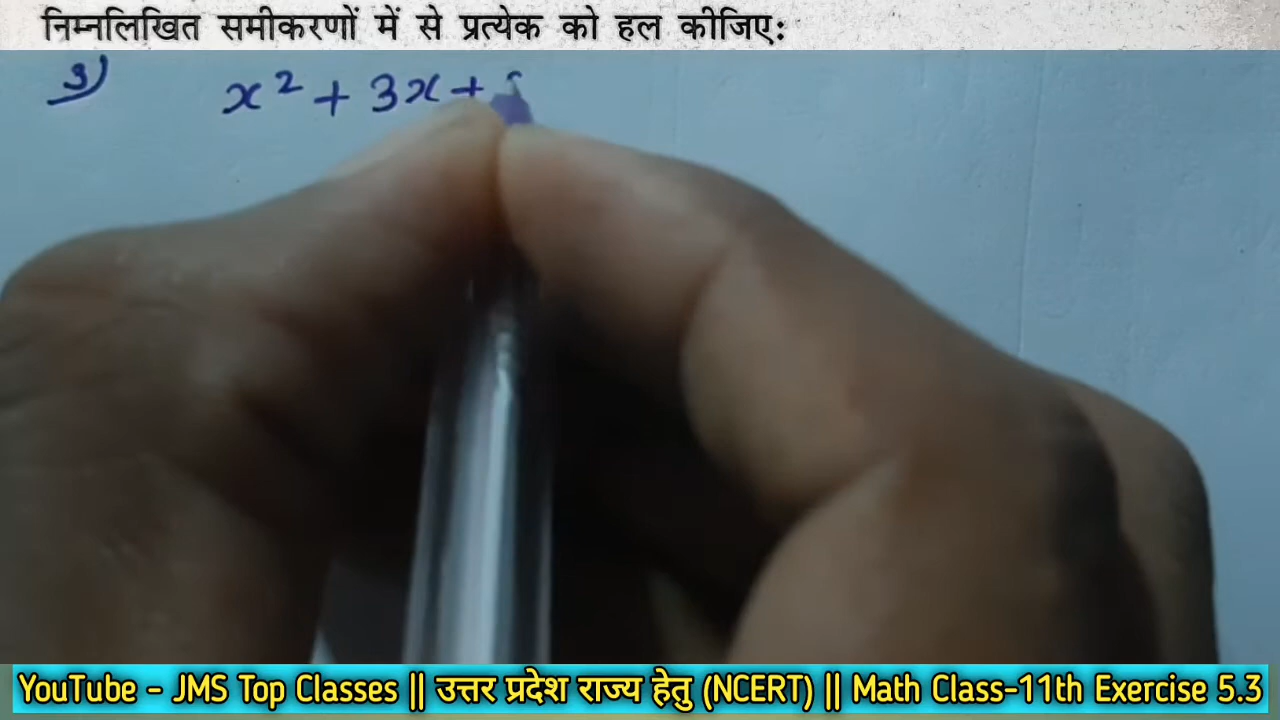 निम्नलिखित समीकरणों में से प्रत्येक को हल कीजिए:
3) x² + 3x +
YouTube - JMS Top Classes || उत्तर प्रदेश राज्य हेतु (NCERT) || Math Class-11th Exercise 5.3